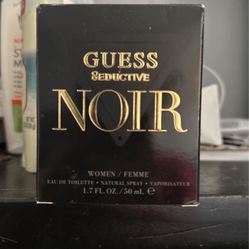 GUESS
SEDUCTIVE
NOIR
WOMEN / FEMME
EAU DE TOILETTE • NATURAL SPRAY • VAPORISATEUR
1.7 FL. OZ. / 50 ml. ℮